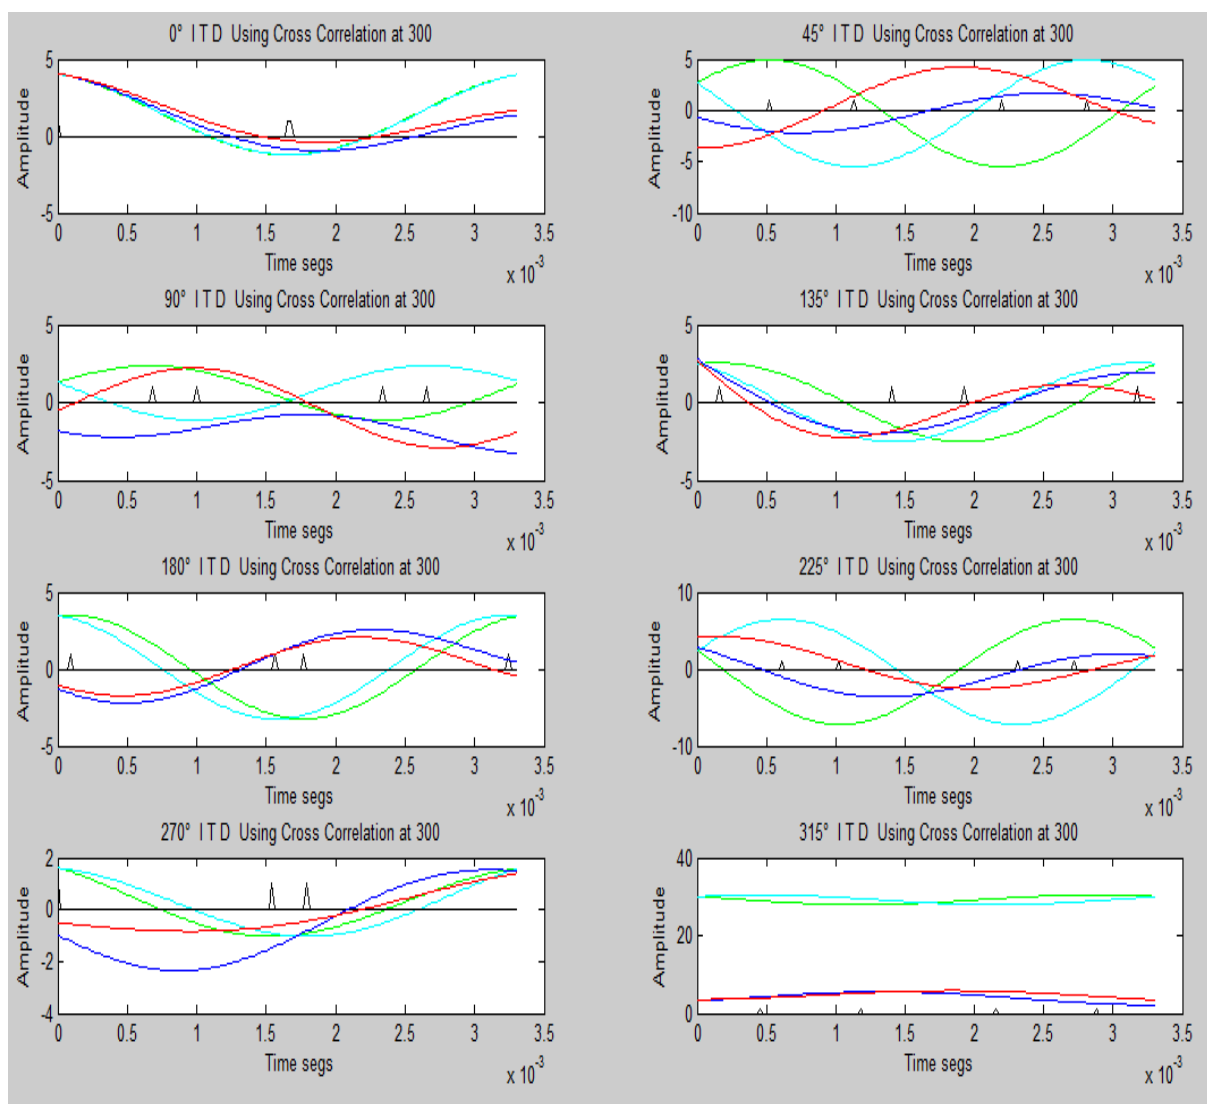 0° I T D Using Cross Correlation at 300
Amplitude
5
0
-5
0 0.5 1 1.5 2 2.5 3 3.5
Time segs
x 10-3
45° I T D Using Cross Correlation at 300
Amplitude
5
0
-5
-10
0 0.5 1 1.5 2 2.5 3 3.5
Time segs
x 10-3
90° I T D Using Cross Correlation at 300
Amplitude
5
0
-5
0 0.5 1 1.5 2 2.5 3 3.5
Time segs
x 10-3
135° I T D Using Cross Correlation at 300
Amplitude
5
0
-5
0 0.5 1 1.5 2 2.5 3 3.5
Time segs
x 10-3
180° I T D Using Cross Correlation at 300
Amplitude
5
0
-5
0 0.5 1 1.5 2 2.5 3 3.5
Time segs
x 10-3
225° I T D Using Cross Correlation at 300
Amplitude
10
0
-10
0 0.5 1 1.5 2 2.5 3 3.5
Time segs
x 10-3
270° I T D Using Cross Correlation at 300
Amplitude
2
0
-2
-4
0 0.5 1 1.5 2 2.5 3 3.5
Time segs
x 10-3
315° I T D Using Cross Correlation at 300
Amplitude
40
20
0
0 0.5 1 1.5 2 2.5 3 3.5
Time segs
x 10-3